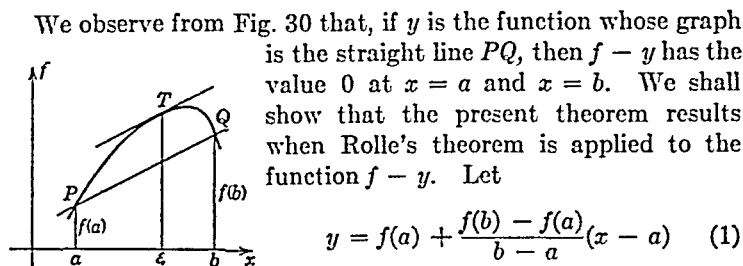 We observe from Fig. 30 that, if y is the function whose graph
is the straight line PQ, then f − y has the
value 0 at x = a and x = b. We shall
show that the present theorem results
when Rolle's theorem is applied to the
function f − y. Let
f
T
Q
P
f(b)
f(a)
a
ξ
b
x
y = f(a) + \frac{f(b) − f(a)}{b − a}(x − a) (1)